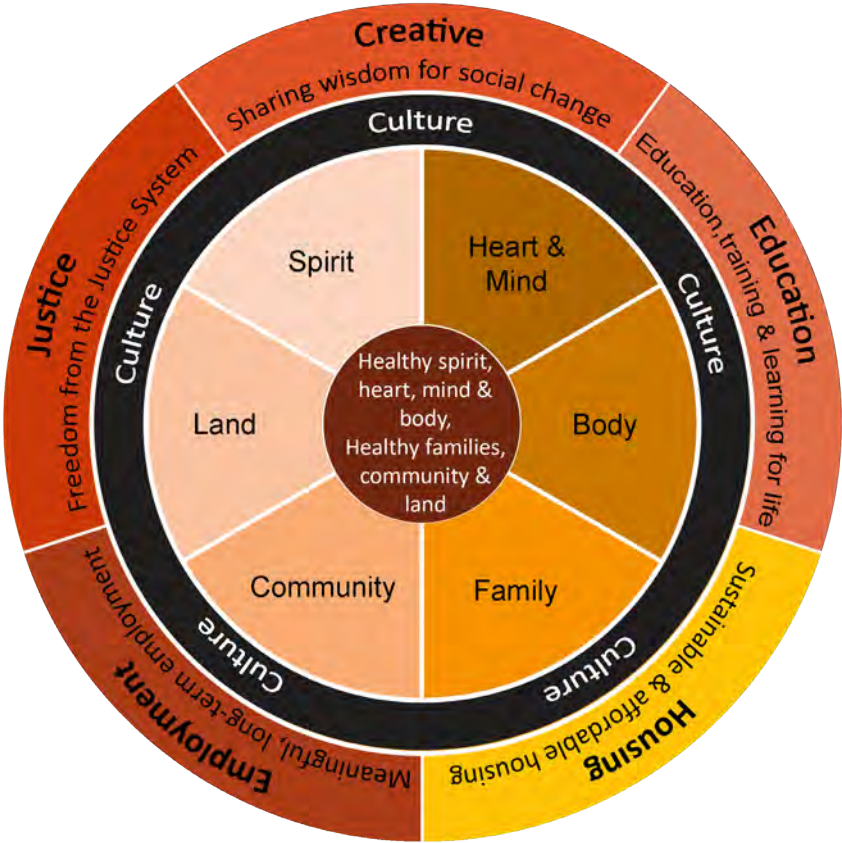 Creative
Sharing wisdom for social change
Education
Education,training & learning for life
Housing
Sustainable & affordable housing
Employment
Meaningful, long-term employment
Justice
Freedom from the Justice System
Culture
Culture
Culture
Culture
Culture
Spirit
Heart &
Mind
Body
Family
Community
Land
Healthy spirit,
heart, mind &
body,
Healthy families,
community &
land